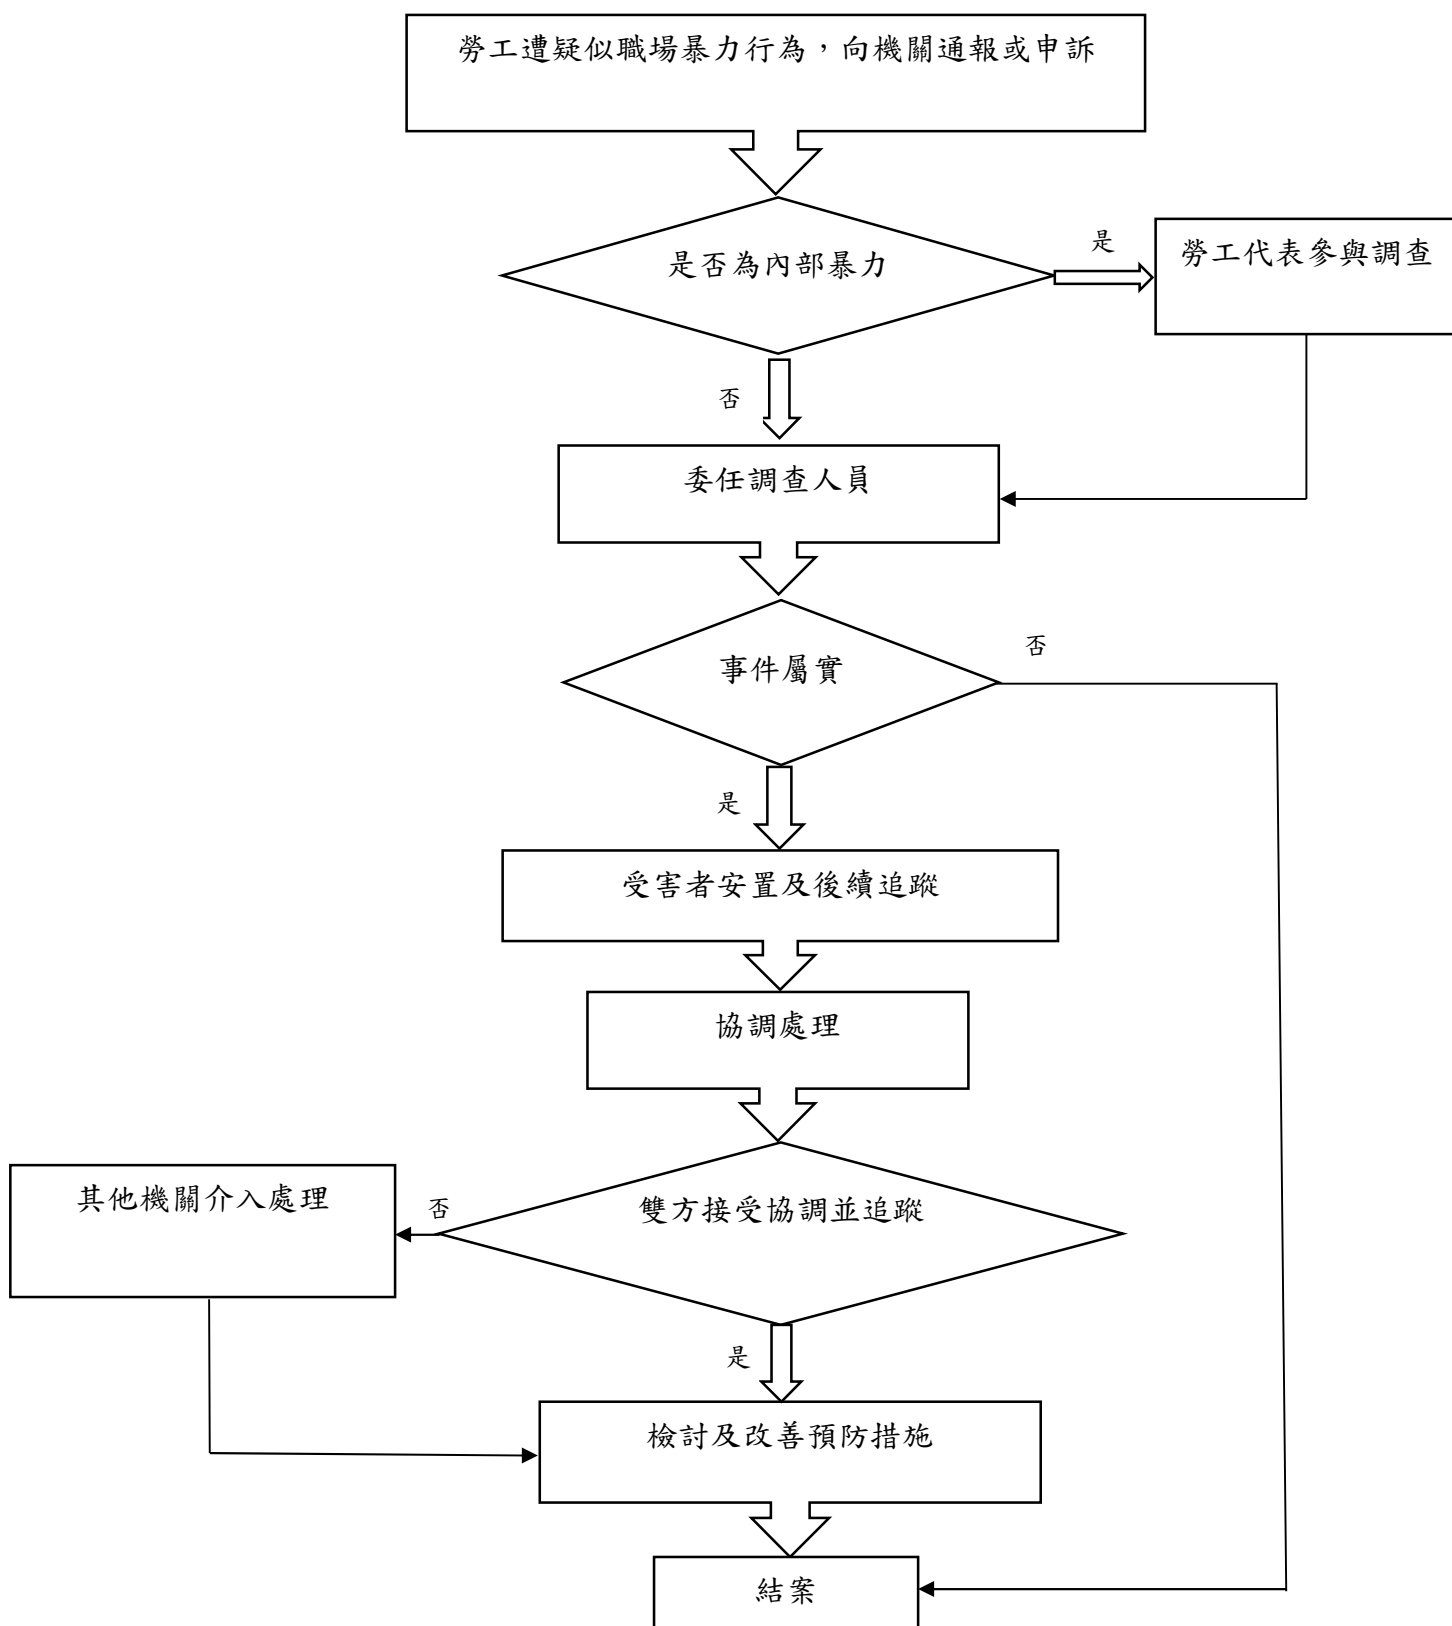 勞工遭疑似職場暴力行為，向機關通報或申訴
是否為內部暴力
是
勞工代表參與調查
否
委任調查人員
事件屬實
否
是
受害者安置及後續追蹤
協調處理
雙方接受協調並追蹤
否
其他機關介入處理
是
檢討及改善預防措施
結案